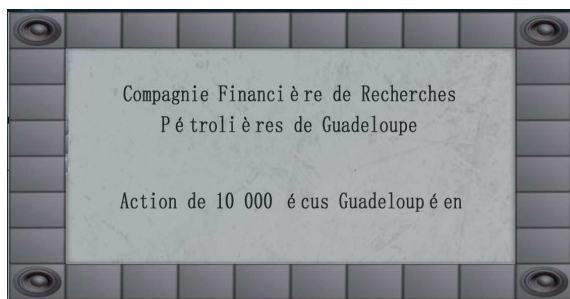 Compagnie Financière de Recherches
Pétrolières de Guadeloupe
Action de 10 000 écus Guadeloupéen